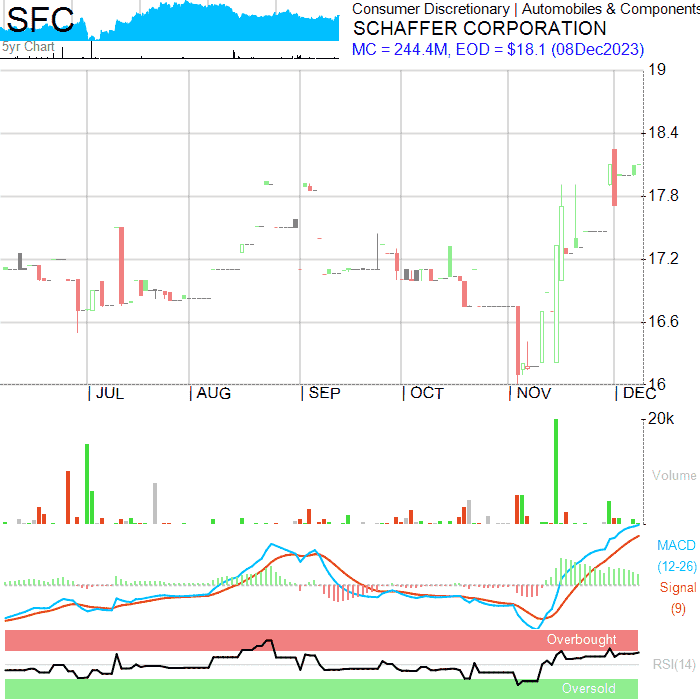 SFC
5yr Chart
Consumer Discretionary | Automobiles & Components
SCHAFFER CORPORATION
MC = 244.4M, EOD = $18.1 (08Dec2023)
19
18.4
17.8
17.2
16.6
16
JUL AUG SEP OCT NOV DEC
20k
Volume
MACD
(12-26)
Signal
(9)
Overbought
RSI(14)
Oversold